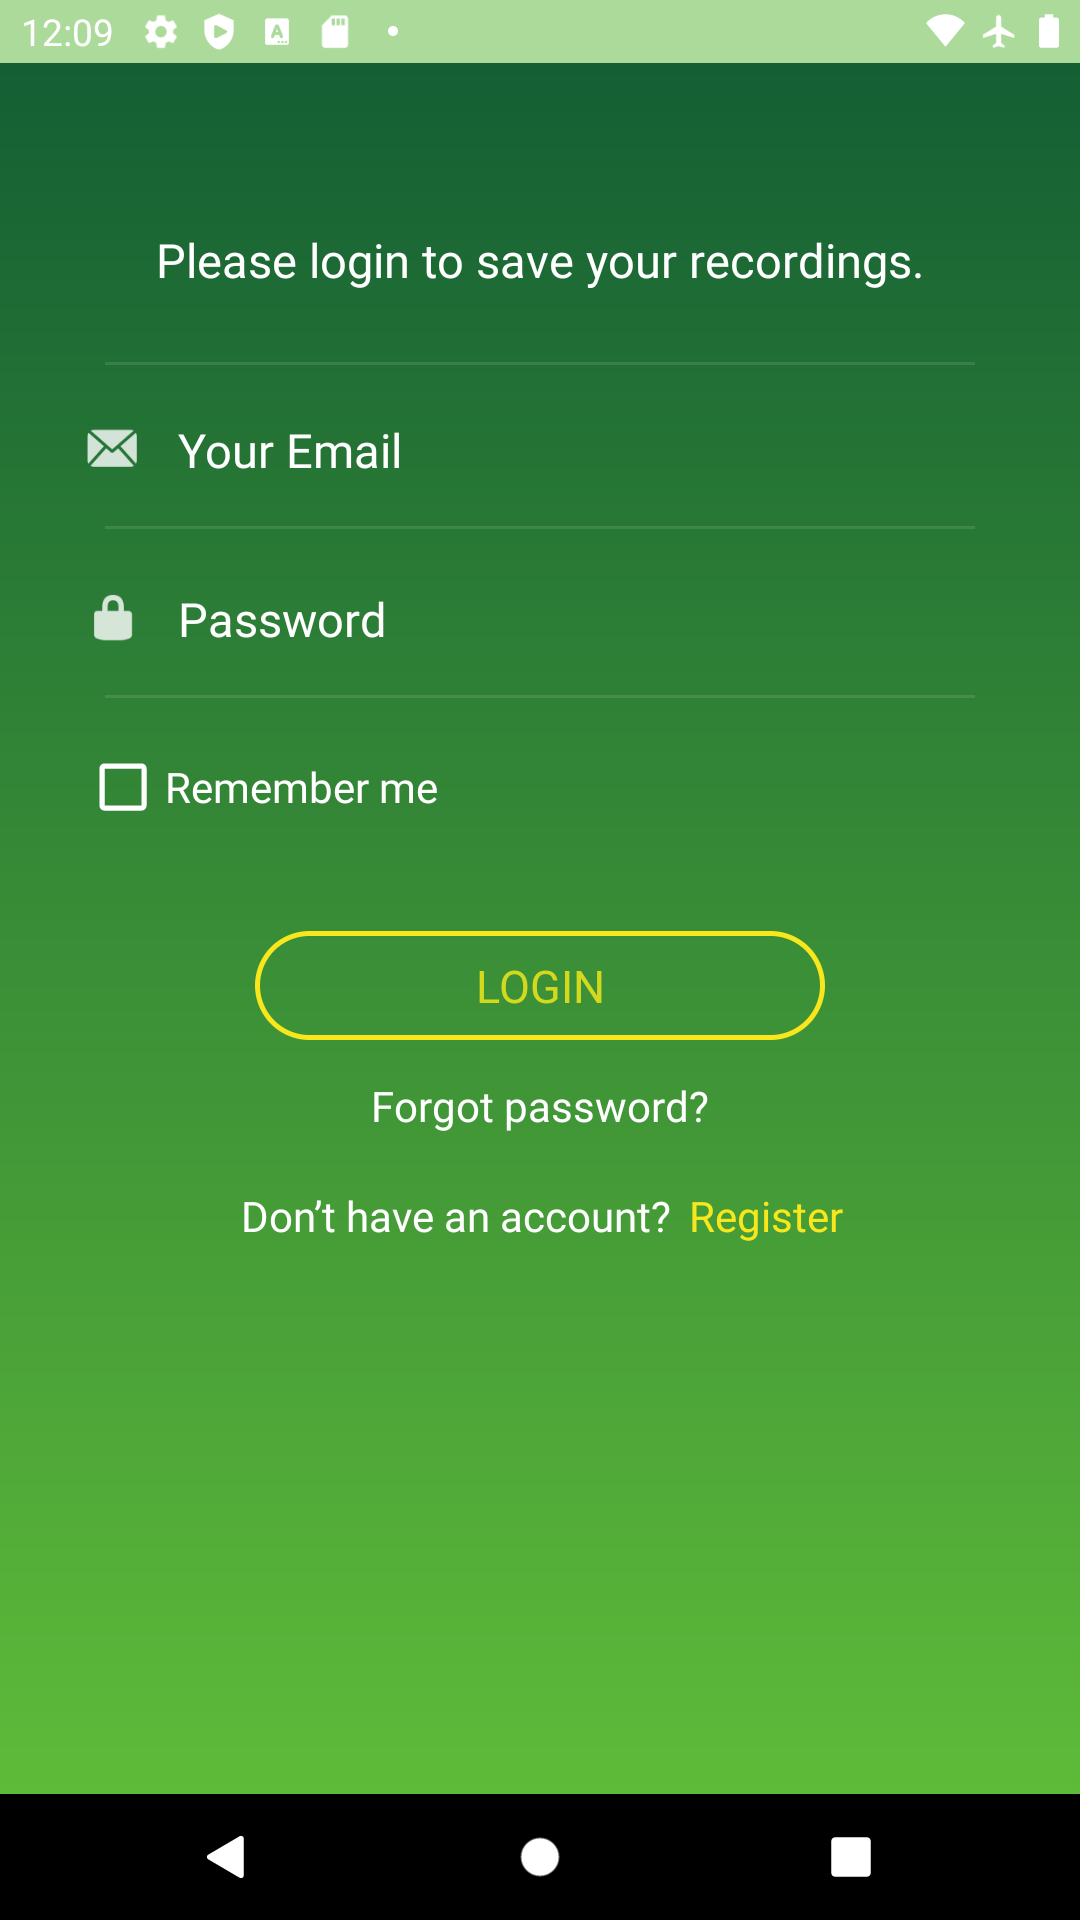 12:09
Please login to save your recordings.
Your Email
Password
Remember me
LOGIN
Forgot password?
Don’t have an account? Register